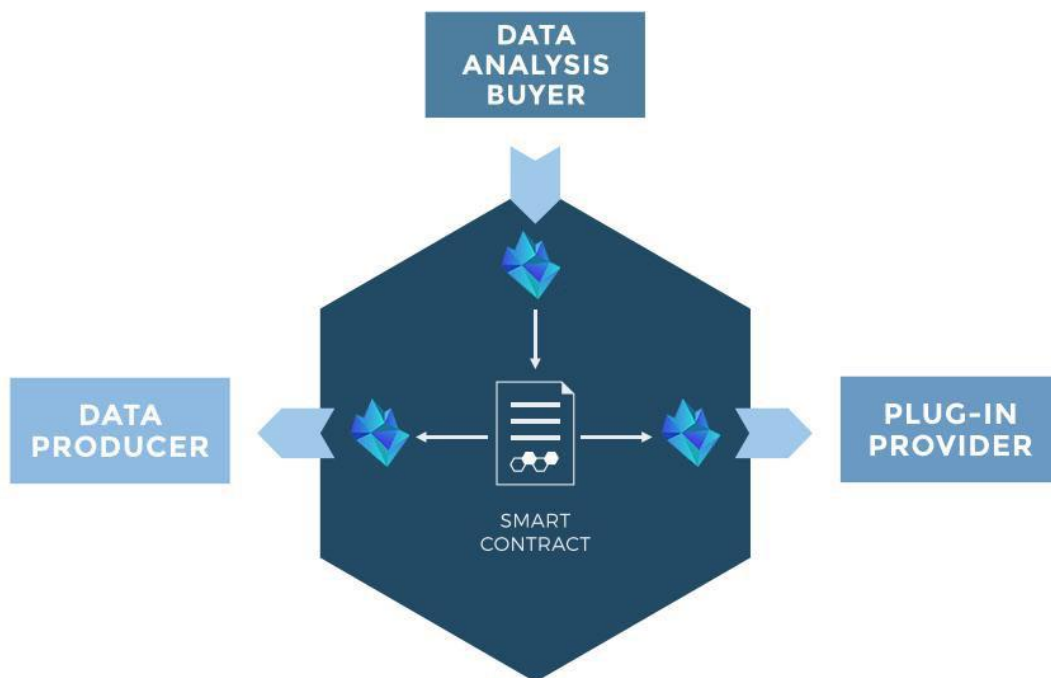 DATA
ANALYSIS
BUYER
DATA
PRODUCER
PLUG-IN
PROVIDER
SMART
CONTRACT